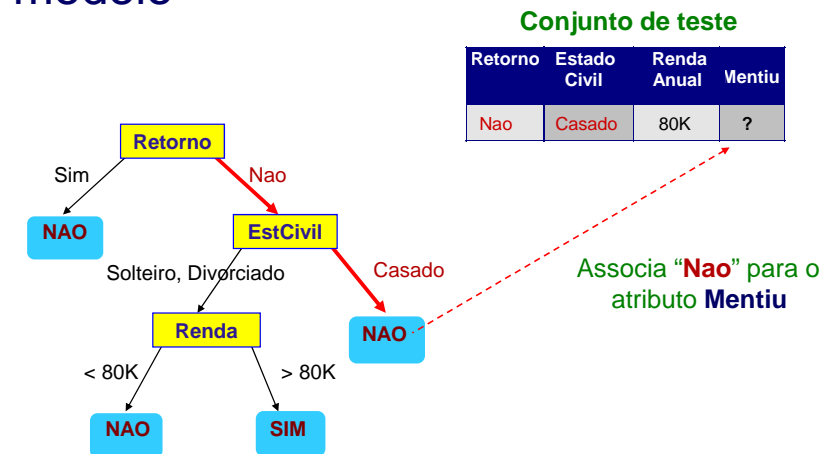 Conjunto de teste
Retorno Estado Civil Renda Anual Mentiu
Nao Casado 80K ?
Retorno
Sim Nao
NAO EstCivil
Solteiro, Divorciado Casado
Associa “Nao” para o
atributo Mentiu
Renda NAO
< 80K > 80K
NAO SIM